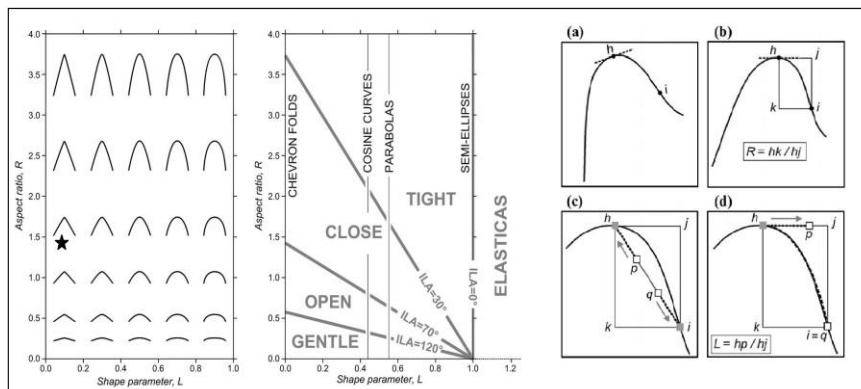 4.0
3.5
3.0
2.5
2.0
1.5
1.0
0.5
0.0
Aspect ratio, R
0.0 0.2 0.4 0.6 0.8 1.0
Shape parameter, L
4.0
3.5
3.0
2.5
2.0
1.5
1.0
0.5
0.0
Aspect ratio, R
CHEVRON FOLDS
COSINE CURVES
PARABOLAS
SEMI-ELLIPSES
ELASTICAS
TIGHT
CLOSE
OPEN
GENTLE
ILA=30°
ILA=0°
ILA=70°
ILA=120°
0.0 0.2 0.4 0.6 0.8 1.0 1.2
Shape parameter, L
(a)
h
i
(b)
h j
k i
R = hk / hj
(c)
h j
p
q
k i
(d)
h j
p
k i ≡ q
L = hp / hj